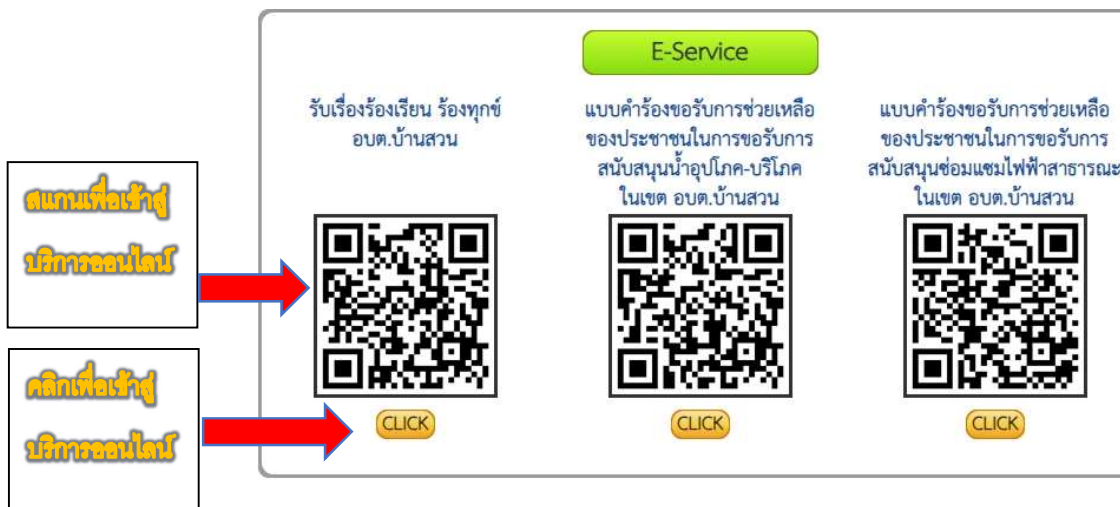 E-Service
รับเรื่องร้องเรียน ร้องทุกข์
อบต.บ้านสวน
แบบคำร้องขอรับการช่วยเหลือ
ของประชาชนในการขอรับการ
สนับสนุนน้ำอุปโภค-บริโภค
ในเขต อบต.บ้านสวน
แบบคำร้องขอรับการช่วยเหลือ
ของประชาชนในการขอรับการ
สนับสนุนซ่อมแซมไฟฟ้าสาธารณะ
ในเขต อบต.บ้านสวน
สแกนเพื่อเข้าสู่
บริการออนไลน์
คลิกเพื่อเข้าสู่
บริการออนไลน์
CLICK
CLICK
CLICK